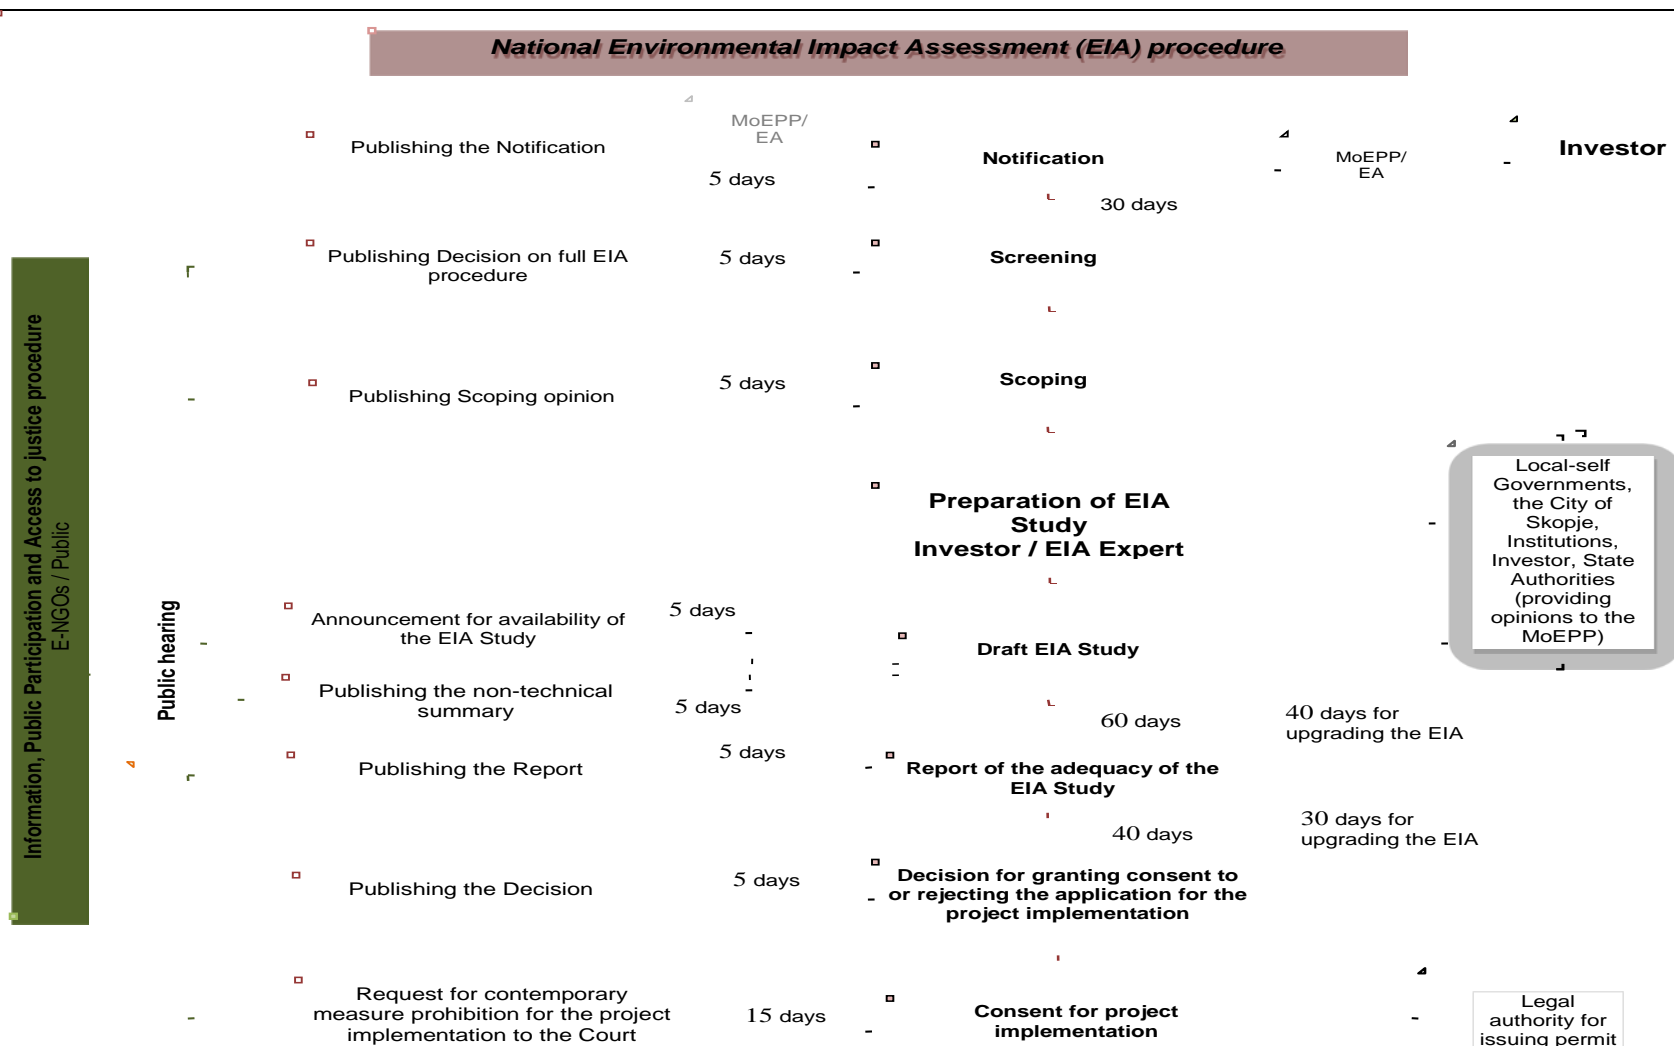 National Environmental Impact Assessment (EIA) procedure
MoEPP/
EA
Publishing the Notification
5 days
Notification
30 days
MoEPP/
EA
Investor
Publishing Decision on full EIA
procedure
5 days
Screening
Publishing Scoping opinion
5 days
Scoping
Information, Public Participation and Access to justice procedure
E-NGOs / Public
Public hearing
Preparation of EIA
Study
Investor / EIA Expert
Local-self
Governments,
the City of
Skopje,
Institutions,
Investor, State
Authorities
(providing
opinions to the
MoEPP)
Announcement for availability of
the EIA Study
5 days
Draft EIA Study
Publishing the non-technical
summary
5 days
60 days
40 days for
upgrading the EIA
Publishing the Report
5 days
Report of the adequacy of the
EIA Study
40 days
30 days for
upgrading the EIA
Publishing the Decision
5 days
Decision for granting consent to
or rejecting the application for the
project implementation
Request for contemporary
measure prohibition for the project
implementation to the Court
15 days
Consent for project
implementation
Legal
authority for
issuing permit